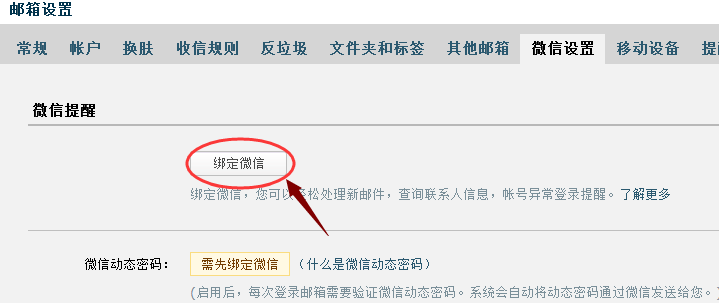 邮箱设置
常规 帐户 换肤 收信规则 反垃圾 文件夹和标签 其他邮箱 微信设置 移动设备
微信提醒
绑定微信
绑定微信，您可以轻松处理新邮件，查询联系人信息，帐号异常登录提醒。了解更多
微信动态密码： 需先绑定微信 (什么是微信动态密码)
(启用后，每次登录邮箱需要验证微信动态密码。系统会自动将动态密码通过微信发送给您。)